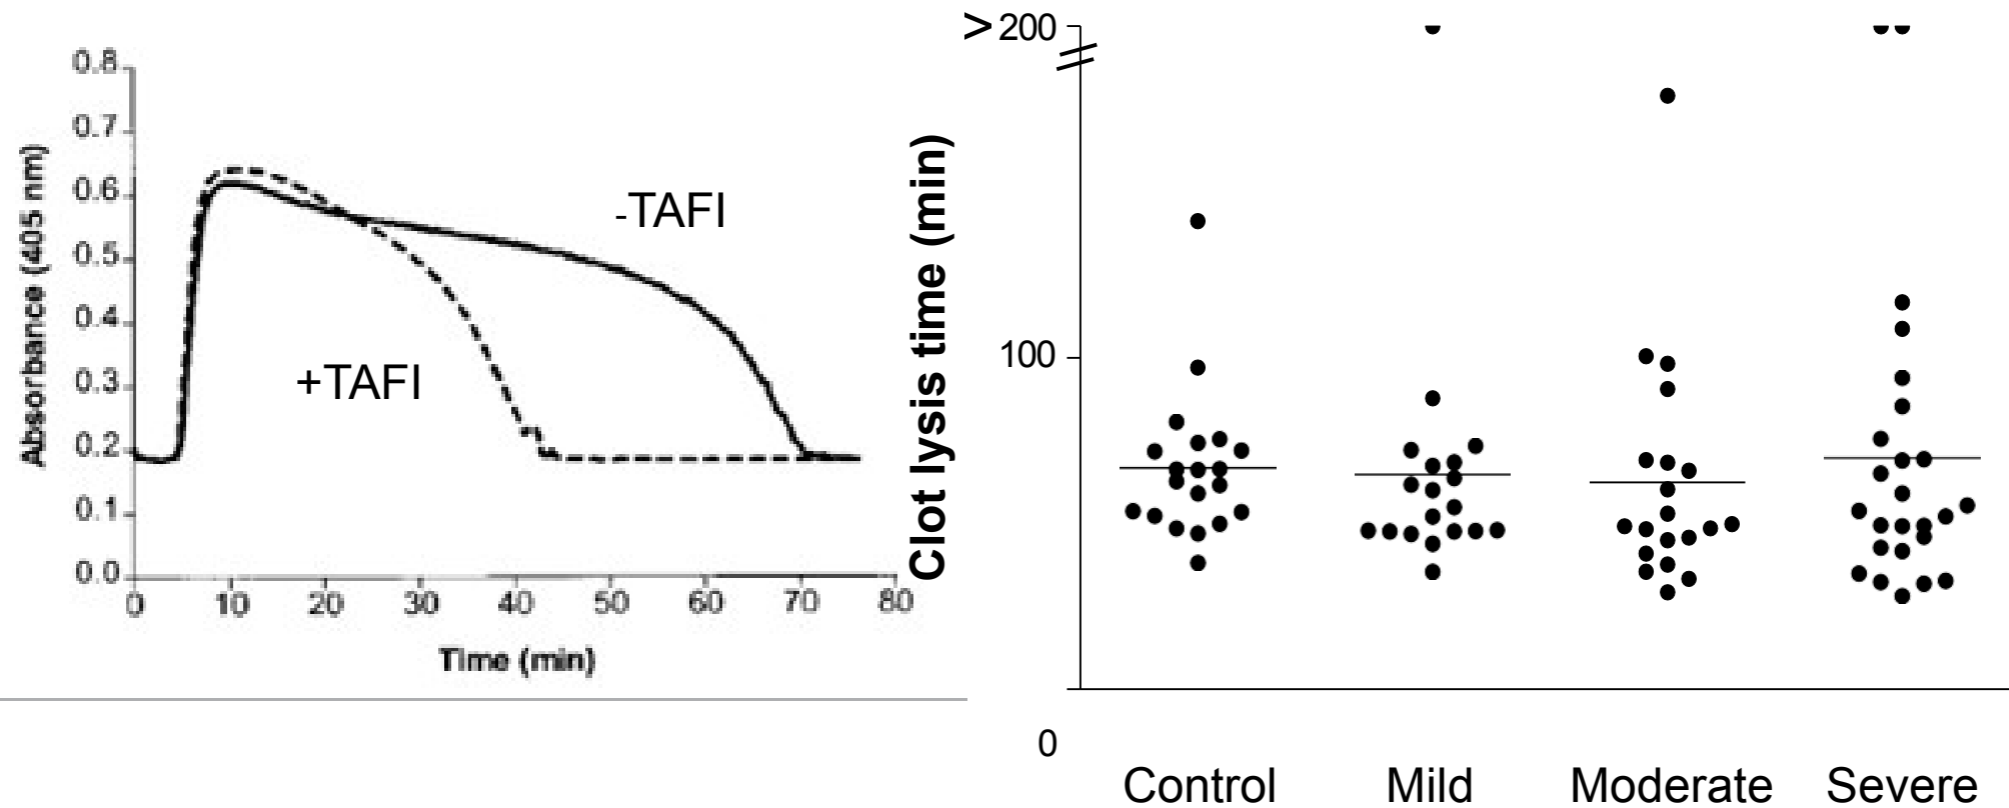 0.8
0.7
0.6
0.5
0.4
0.3
0.2
0.1
0.0
Absorbance (405 nm)
-TAFI
+TAFI
0 10 20 30 40 50 60 70 80
Time (min)
>200
100
0
Clot lysis time (min)
Control Mild Moderate Severe